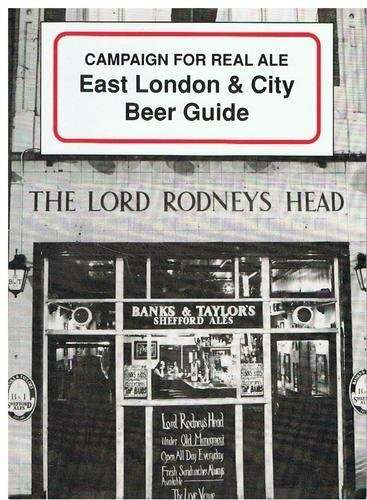 CAMPAIGN FOR REAL ALE
East London & City
Beer Guide
THE LORD RODNEYS HEAD
BANKS & TAYLOR'S
SHEFFORD ALES
Lord Rodneys Head
Under Old Managment
Open All Day Everyday
Fresh Sandwiches Always
Available
The Live Venue